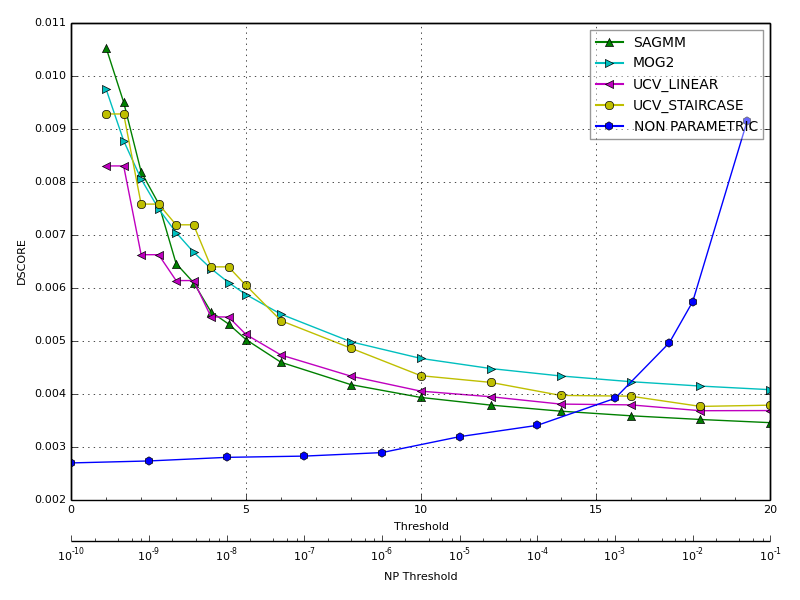 0.011
0.010
0.009
0.008
0.007
0.006
0.005
0.004
0.003
0.002
DSCORE
SAGMM
MOG2
UCV_LINEAR
UCV_STAIRCASE
NON PARAMETRIC
0 5 10 15 20
Threshold
10^-10 10^-9 10^-8 10^-7 10^-6 10^-5 10^-4 10^-3 10^-2 10^-1
NP Threshold